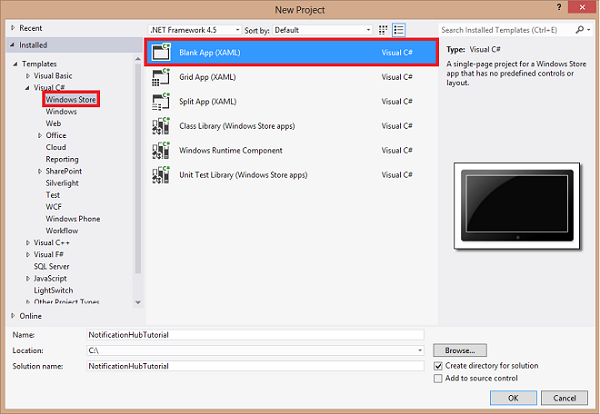 New Project
? ×
Recent
.NET Framework 4.5 Sort by: Default Search Installed Templates (Ctrl+E)
Installed
Templates
Visual Basic
Visual C#
Windows Store
Windows
Web
Office
Cloud
Reporting
SharePoint
Silverlight
Test
WCF
Windows Phone
Workflow
Visual C++
Visual F#
SQL Server
JavaScript
LightSwitch
Other Project Types
Online
Blank App (XAML) Visual C#
Grid App (XAML) Visual C#
Split App (XAML) Visual C#
Class Library (Windows Store apps) Visual C#
Windows Runtime Component Visual C#
Unit Test Library (Windows Store apps) Visual C#
Type: Visual C#
A single-page project for a Windows Store
app that has no predefined controls or
layout.
Name: NotificationHubTutorial
Location: C:\ Browse...
Solution name: NotificationHubTutorial
Create directory for solution
Add to source control
OK Cancel